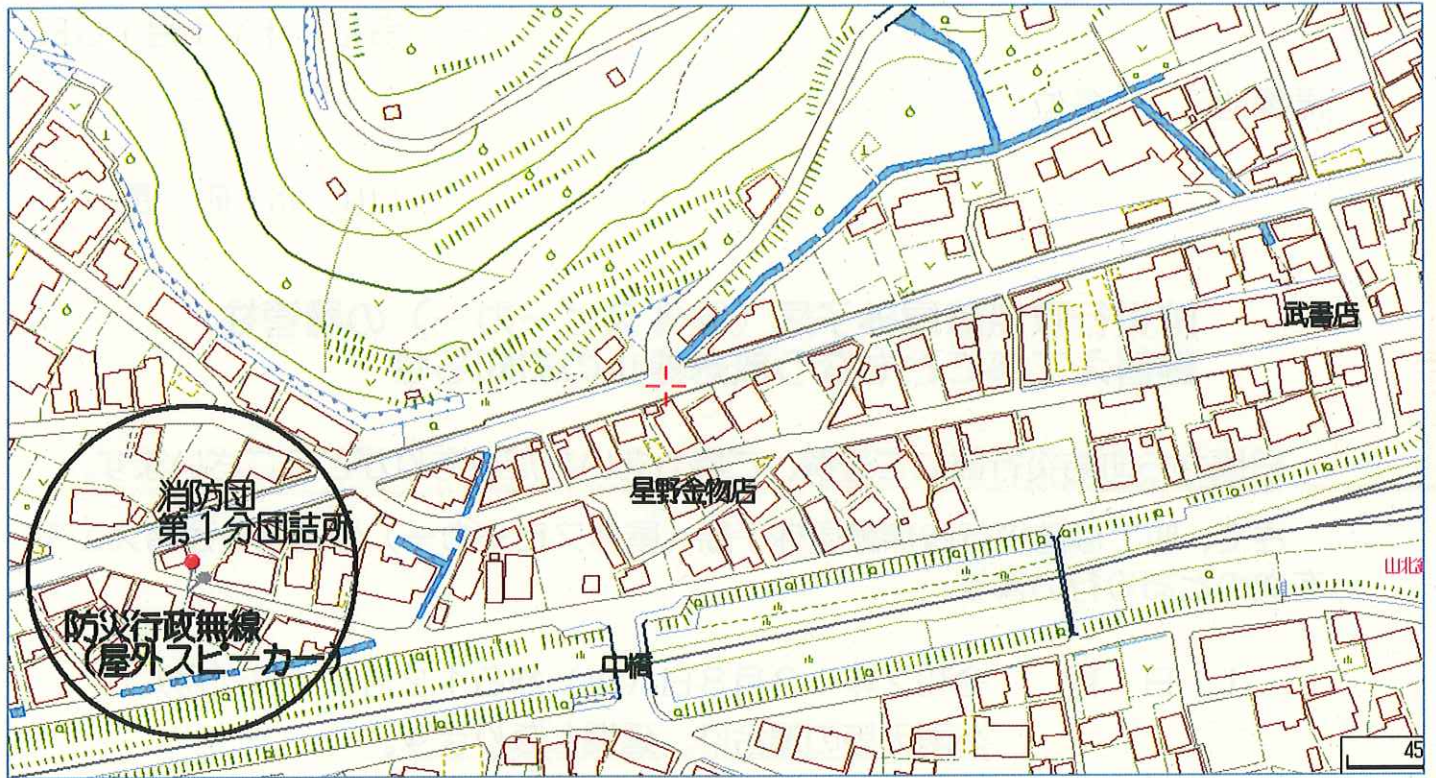 武書店
星野金物店
消防団
第1分団詰所
防災行政無線
(屋外スピーカー)
中橋
山北
45